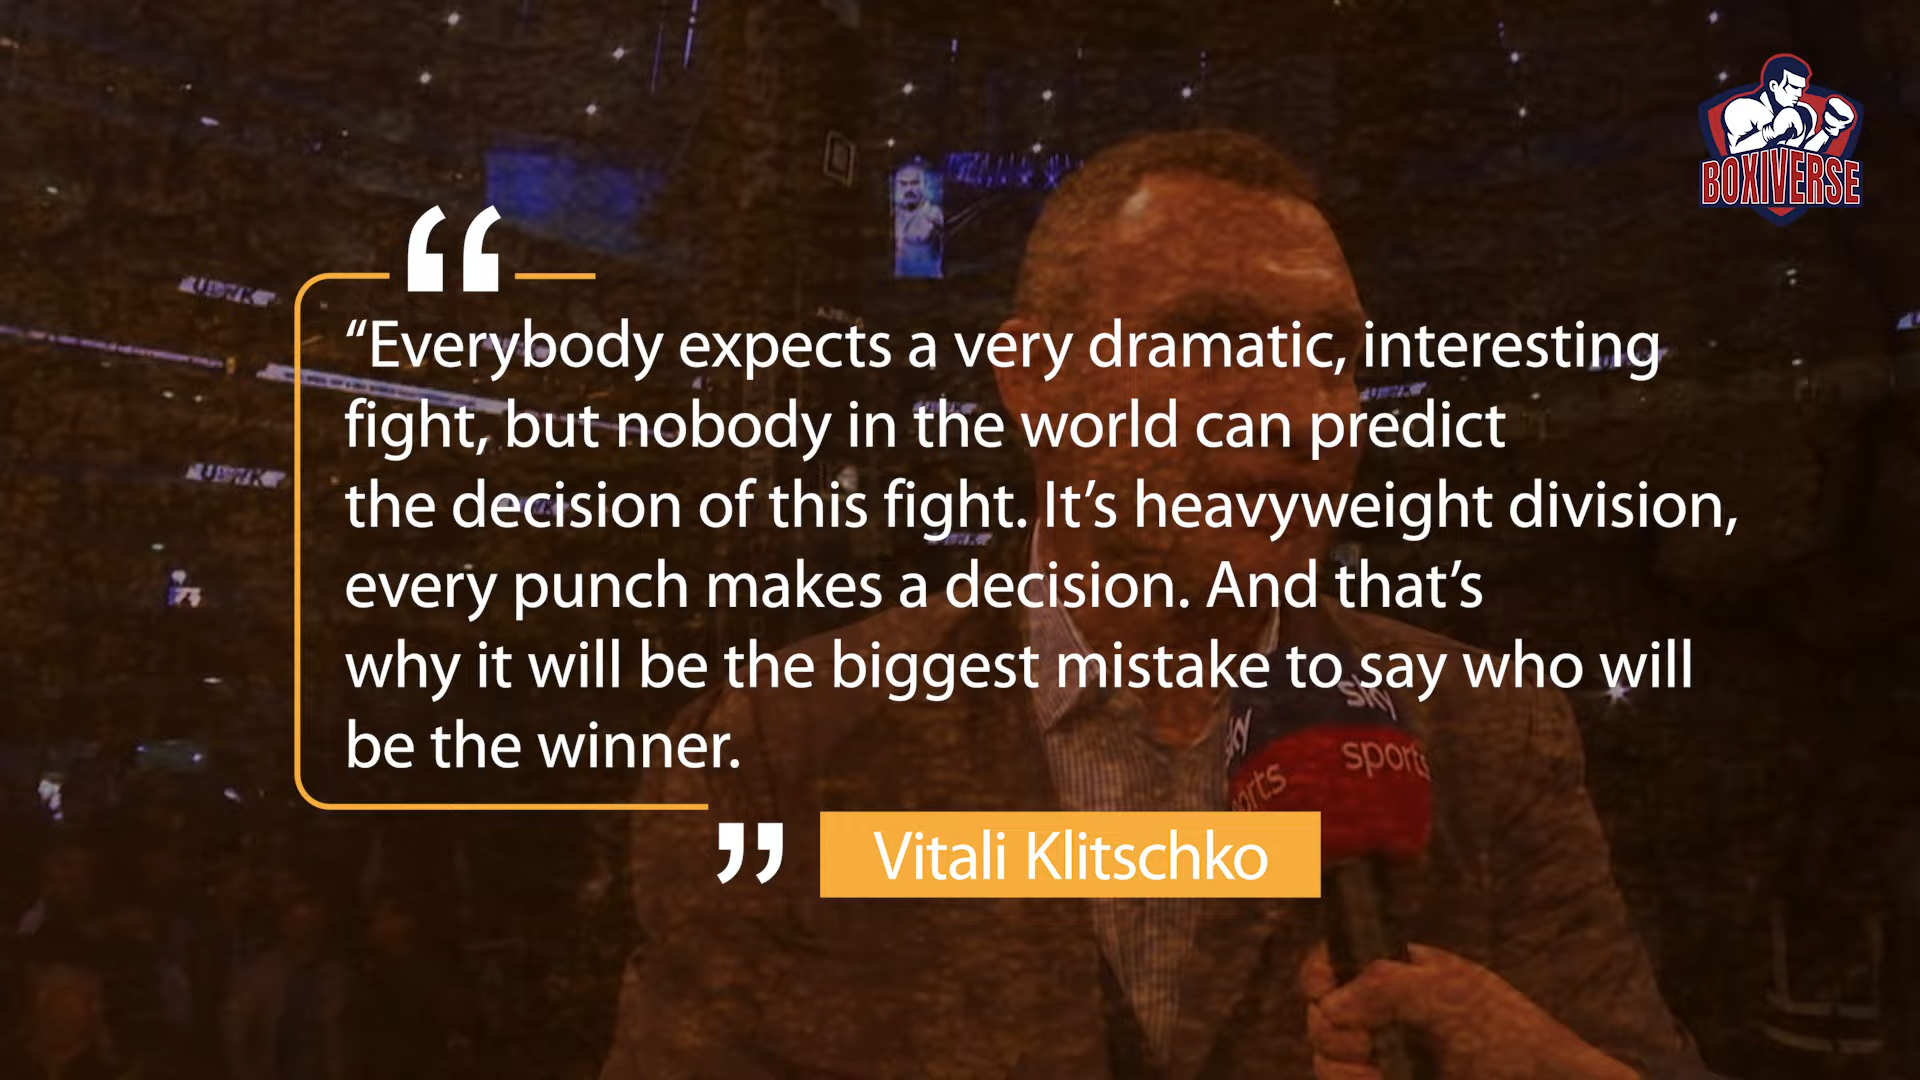 BOXIVERSE
“Everybody expects a very dramatic, interesting
fight, but nobody in the world can predict
the decision of this fight. It’s heavyweight division,
every punch makes a decision. And that’s
why it will be the biggest mistake to say who will
be the winner.
sky
sports
Vitali Klitschko